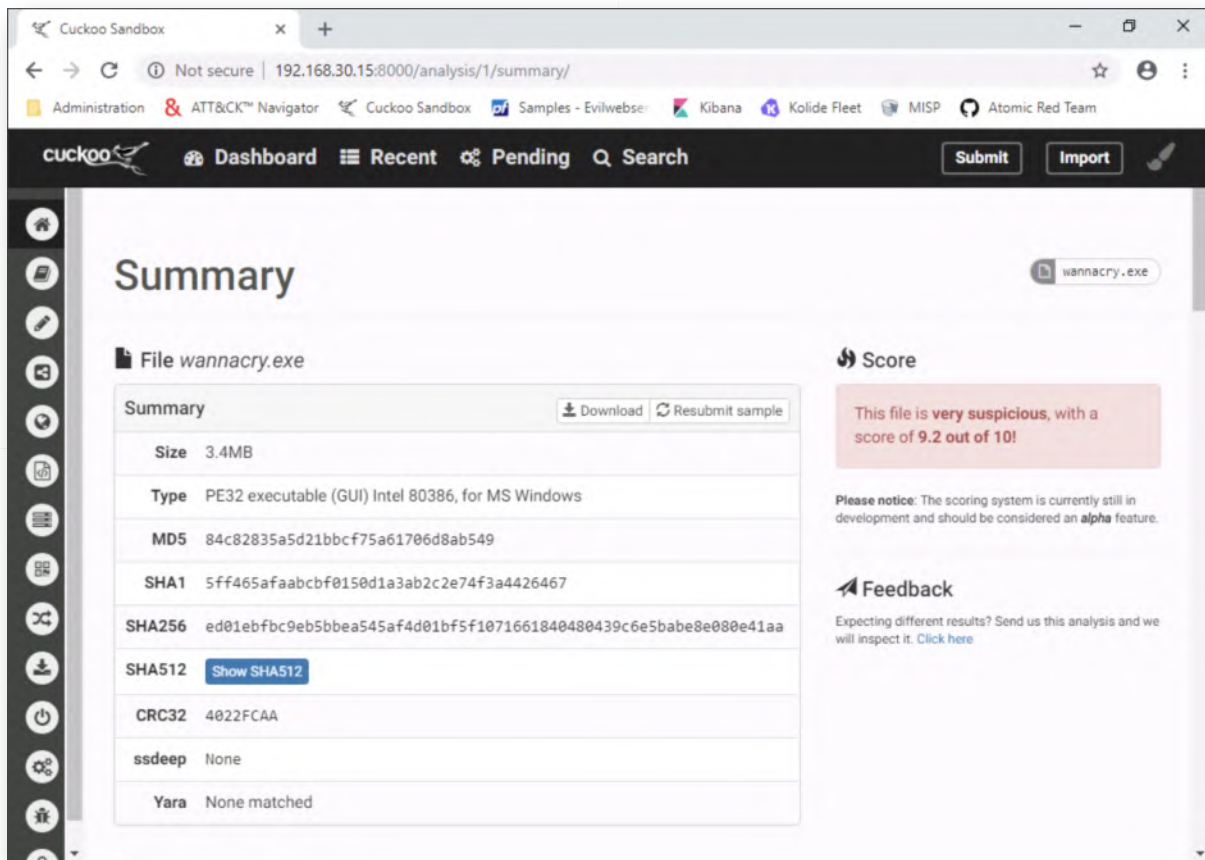 Cuckoo Sandbox
Not secure | 192.168.30.15:8000/analysis/1/summary/
Administration ATT&CK™ Navigator Cuckoo Sandbox Samples - Evilwebser Kibana Kolide Fleet MISP Atomic Red Team
cuckoo Dashboard Recent Pending Search Submit Import
Summary
wannacry.exe
File wannacry.exe
Summary Download Resubmit sample
Size 3.4MB
Type PE32 executable (GUI) Intel 80386, for MS Windows
MD5 84c82835a5d21bbcf75a61706d8ab549
SHA1 5ff465afaabcbf0150d1a3ab2c2e74f3a4426467
SHA256 ed01ebfbc9eb5bbea545af4d01bf5f1071661840480439c6e5babe8e080e41aa
SHA512 Show SHA512
CRC32 4022FCAA
ssdeep None
Yara None matched
Score
This file is very suspicious, with a
score of 9.2 out of 10!
Please notice: The scoring system is currently still in
development and should be considered an alpha feature.
Feedback
Expecting different results? Send us this analysis and we
will inspect it. Click here